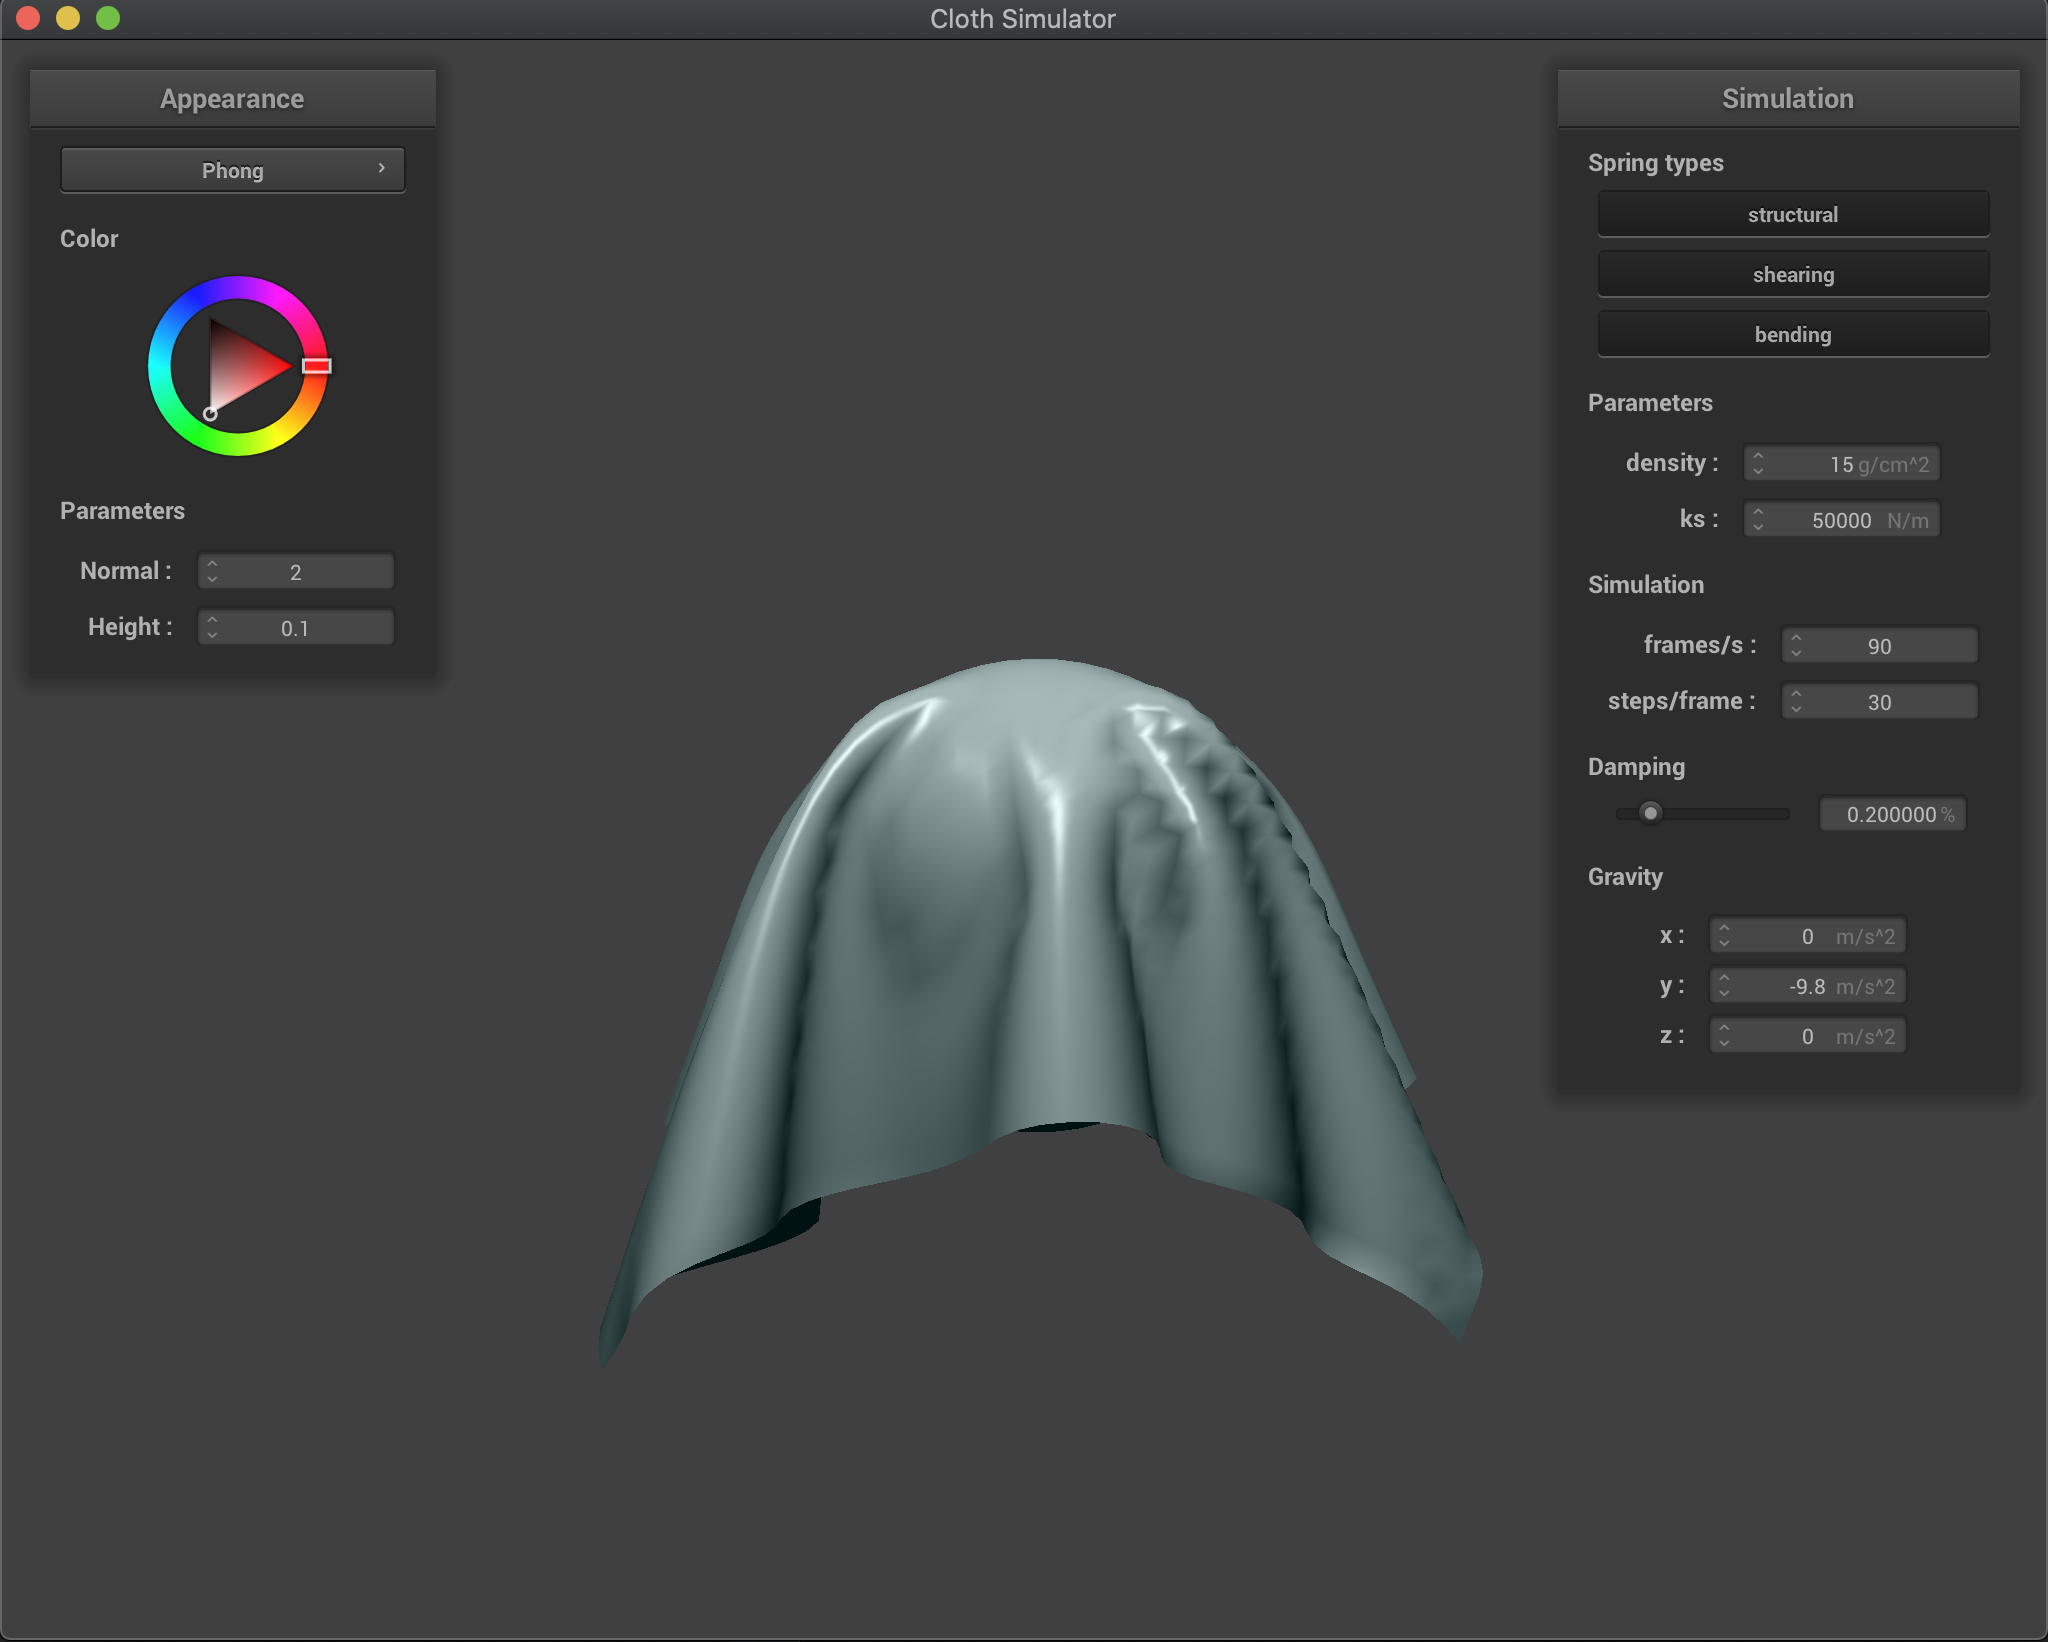 Cloth Simulator
Appearance
Phong
Color
Parameters
Normal : 2
Height : 0.1
Simulation
Spring types
structural
shearing
bending
Parameters
density : 15 g/cm^2
ks : 50000 N/m
Simulation
frames/s : 90
steps/frame : 30
Damping
0.200000 %
Gravity
x : 0 m/s^2
y : -9.8 m/s^2
z : 0 m/s^2